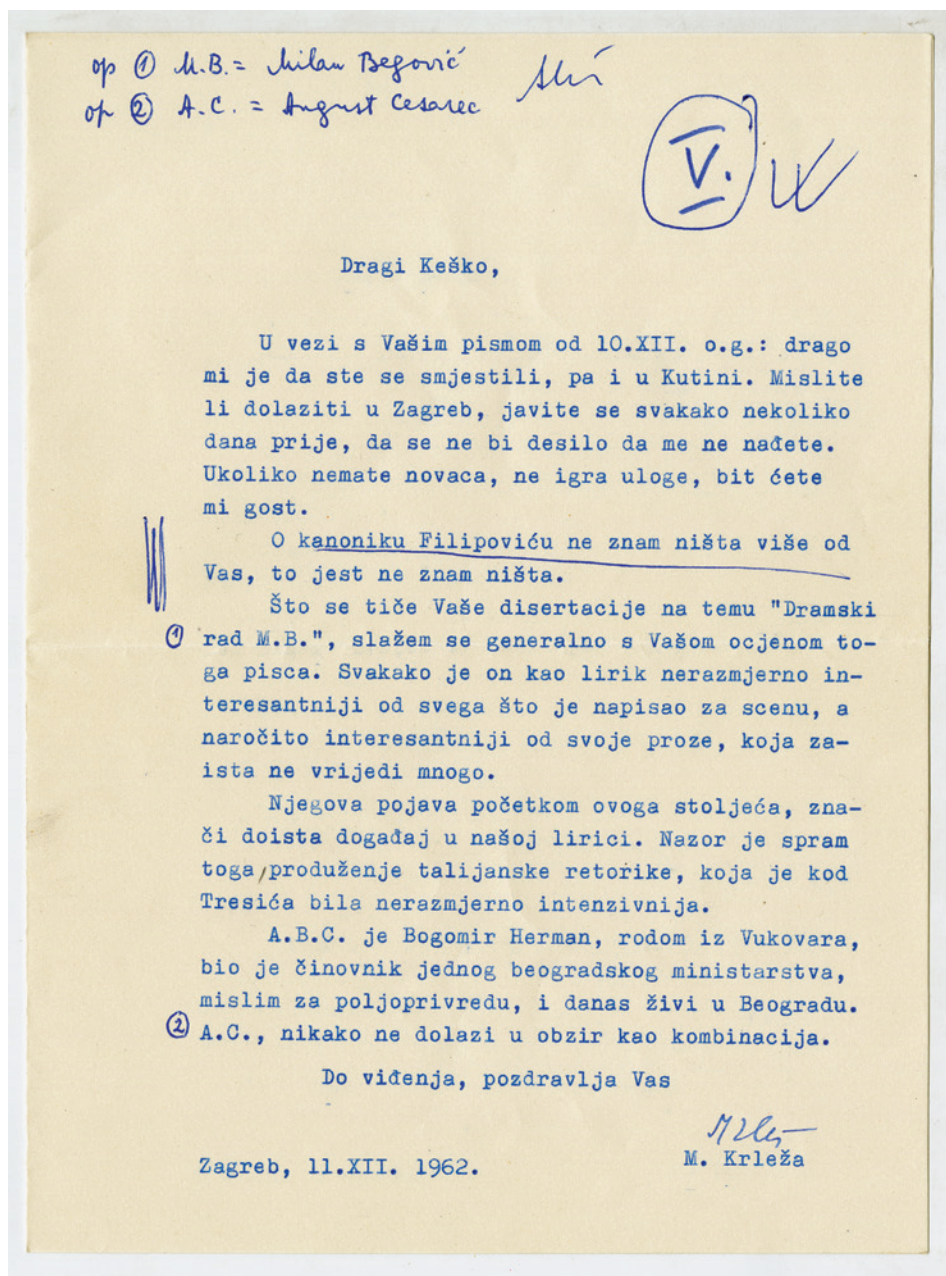 op ① M.B. = Milan Begović
op ② A.C. = August Cesarec
V.
Dragi Keško,
U vezi s Vašim pismom od 10.XII. o.g.: drago
mi je da ste se smjestili, pa i u Kutini. Mislite
li dolaziti u Zagreb, javite se svakako nekoliko
dana prije, da se ne bi desilo da me ne nađete.
Ukoliko nemate novaca, ne igra uloge, bit ćete
mi gost.
O kanoniku Filipoviću ne znam ništa više od
Vas, to jest ne znam ništa.
Što se tiče Vaše disertacije na temu "Dramski
① rad M.B.", slažem se generalno s Vašom ocjenom to-
ga pisca. Svakako je on kao lirik nerazmjerno in-
teresantniji od svega što je napisao za scenu, a
naročito interesantniji od svoje proze, koja za-
ista ne vrijedi mnogo.
Njegova pojava početkom ovoga stoljeća, zna-
či doista događaj u našoj lirici. Nazor je spram
toga/produženje talijanske retorike, koja je kod
Tresića bila nerazmjerno intenzivnija.
A.B.C. je Bogomir Herman, rodom iz Vukovara,
bio je činovnik jednog beogradskog ministarstva,
mislim za poljoprivredu, i danas živi u Beogradu.
② A.C., nikako ne dolazi u obzir kao kombinacija.
Do viđenja, pozdravlja Vas
M. Krleža
Zagreb, 11.XII. 1962.